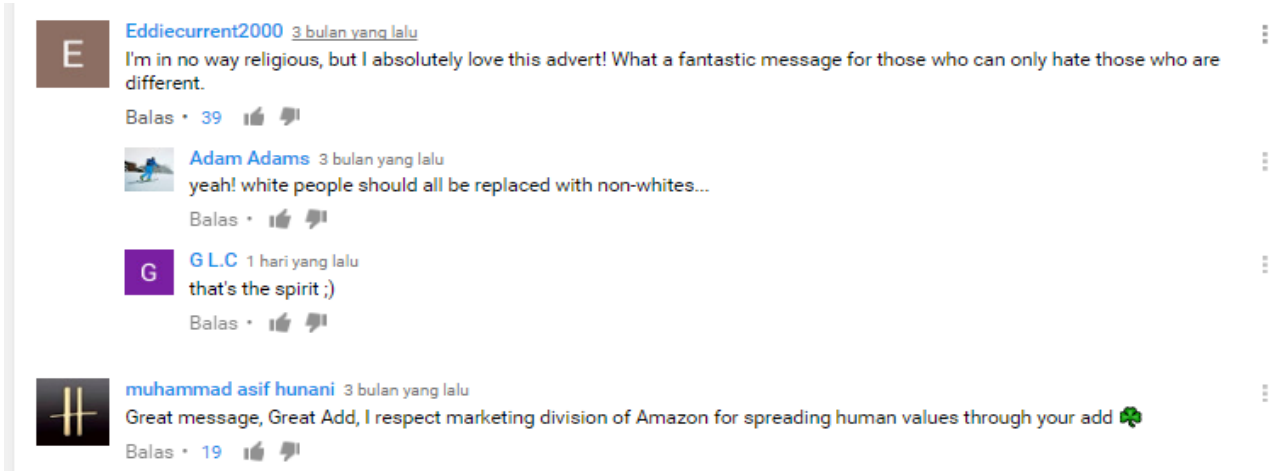 E
Eddiecurrent2000 3 bulan yang lalu
I'm in no way religious, but I absolutely love this advert! What a fantastic message for those who can only hate those who are
different.
Balas • 39
Adam Adams 3 bulan yang lalu
yeah! white people should all be replaced with non-whites...
Balas •
G
G L.C 1 hari yang lalu
that's the spirit ;)
Balas •
muhammad asif hunani 3 bulan yang lalu
Great message, Great Add, I respect marketing division of Amazon for spreading human values through your add ☘
Balas • 19